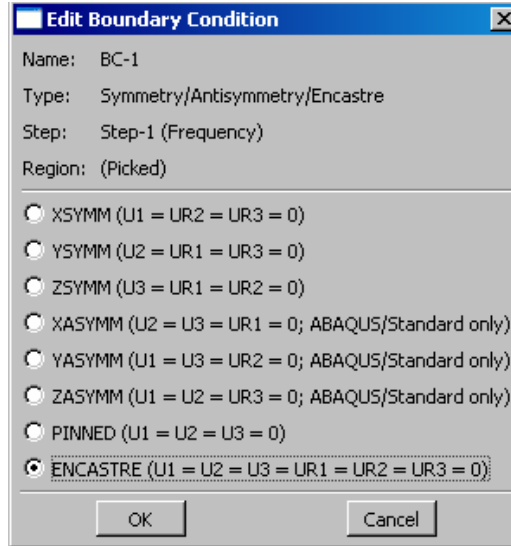 Edit Boundary Condition
Name: BC-1
Type: Symmetry/Antisymmetry/Encastre
Step: Step-1 (Frequency)
Region: (Picked)
XSYMM (U1 = UR2 = UR3 = 0)
YSYMM (U2 = UR1 = UR3 = 0)
ZSYMM (U3 = UR1 = UR2 = 0)
XASYMM (U2 = U3 = UR1 = 0; ABAQUS/Standard only)
YASYMM (U1 = U3 = UR2 = 0; ABAQUS/Standard only)
ZASYMM (U1 = U2 = UR3 = 0; ABAQUS/Standard only)
PINNED (U1 = U2 = U3 = 0)
ENCASTRE (U1 = U2 = U3 = UR1 = UR2 = UR3 = 0)
OK Cancel